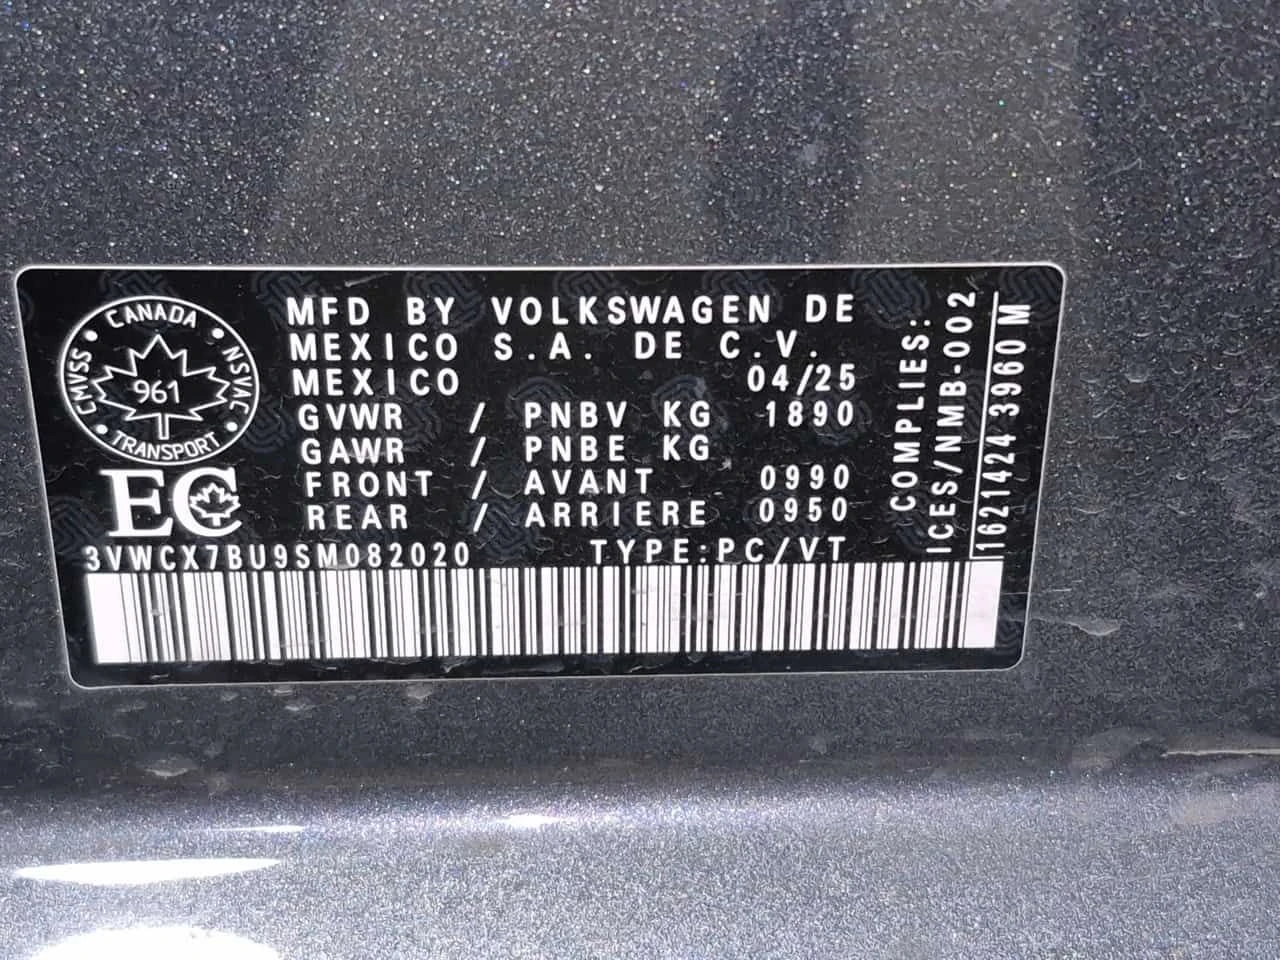 CANADA
CMVSS
NSVAC
961
TRANSPORT
EC
MFD BY VOLKSWAGEN DE
MEXICO S.A. DE C.V.
MEXICO 04/25
GVWR / PNBV KG 1890
GAWR / PNBE KG
FRONT / AVANT 0990
REAR / ARRIERE 0950
3VWCX7BU9SM082020 TYPE:PC/VT
COMPLIES:
ICES/NMB-002
1621424 3960 M